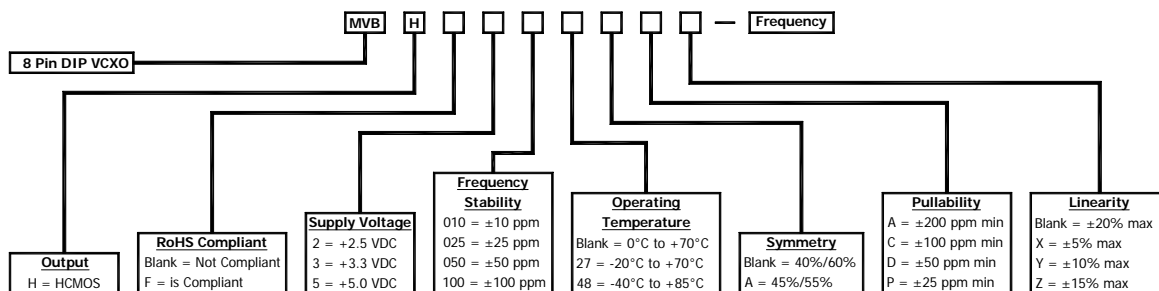 MVB H — Frequency
8 Pin DIP VCXO
Output
H = HCMOS
RoHS Compliant
Blank = Not Compliant
F = is Compliant
Supply Voltage
2 = +2.5 VDC
3 = +3.3 VDC
5 = +5.0 VDC
Frequency
Stability
010 = ±10 ppm
025 = ±25 ppm
050 = ±50 ppm
100 = ±100 ppm
Operating
Temperature
Blank = 0°C to +70°C
27 = -20°C to +70°C
48 = -40°C to +85°C
Symmetry
Blank = 40%/60%
A = 45%/55%
Pullability
A = ±200 ppm min
C = ±100 ppm min
D = ±50 ppm min
P = ±25 ppm min
Linearity
Blank = ±20% max
X = ±5% max
Y = ±10% max
Z = ±15% max